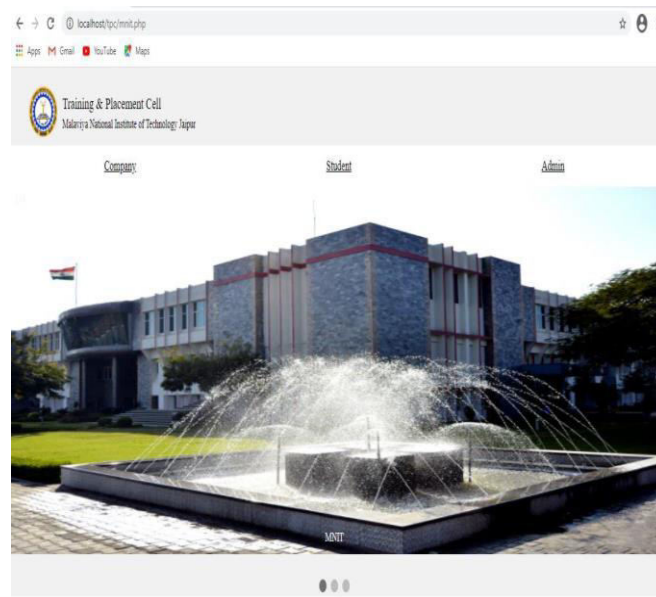 localhost/tpc/mnit.php
Apps Gmail YouTube Maps
Training & Placement Cell
Malaviya National Institute of Technology Jaipur
Company Student Admin
MNIT